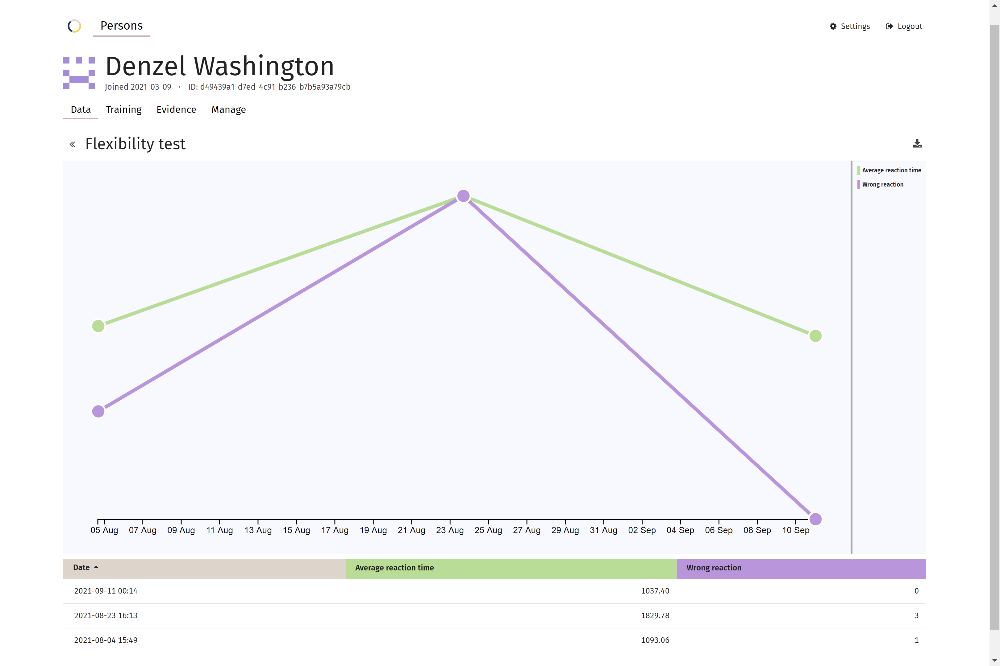 Persons
Settings
Logout
Denzel Washington
Joined 2021-03-09 · ID: d49439a1-d7ed-4c91-b236-b7b5a93a79cb
Data Training Evidence Manage
« Flexibility test
Average reaction time
Wrong reaction
05 Aug 07 Aug 09 Aug 11 Aug 13 Aug 15 Aug 17 Aug 19 Aug 21 Aug 23 Aug 25 Aug 27 Aug 29 Aug 31 Aug 02 Sep 04 Sep 06 Sep 08 Sep 10 Sep
Date Average reaction time Wrong reaction
2021-09-11 00:14 1037.40 0
2021-08-23 16:13 1829.78 3
2021-08-04 15:49 1093.06 1